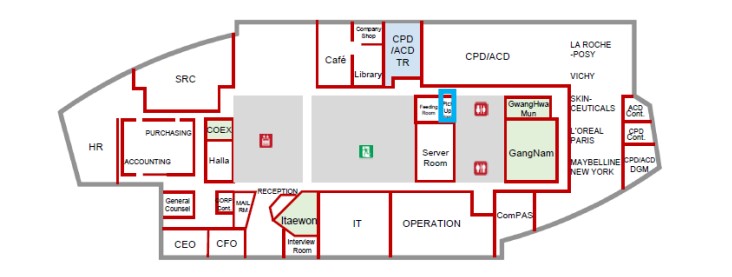 Company
Shop
CPD
/ACD
TR
CPD/ACD
LA ROCHE
-POSY
Café
Library
SRC
VICHY
SKIN-
CEUTICALS
L'OREAL
PARIS
MAYBELLINE
NEW YORK
Feeding
Room
GwangHwa
Mun
ACD
Cont.
CPD
Cont.
CPD/ACD
DGM
COEX
PURCHASING
HR
Halla
ACCOUNTING
Server
Room
GangNam
RECEPTION
General
Counsel
CORP
Cont.
MAIL
RM
Itaewon
IT
OPERATION
ComPAS
CEO
CFO
Interview
Room